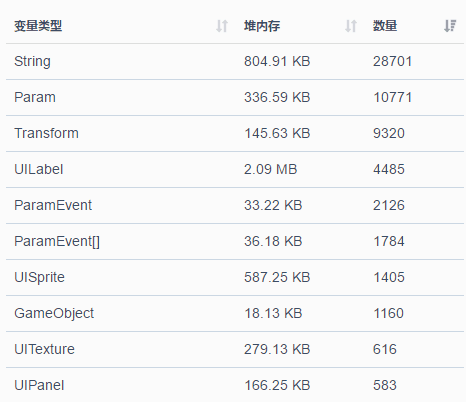 变量类型 堆内存 数量
String 804.91 KB 28701
Param 336.59 KB 10771
Transform 145.63 KB 9320
UILabel 2.09 MB 4485
ParamEvent 33.22 KB 2126
ParamEvent[] 36.18 KB 1784
UISprite 587.25 KB 1405
GameObject 18.13 KB 1160
UITexture 279.13 KB 616
UIPanel 166.25 KB 583